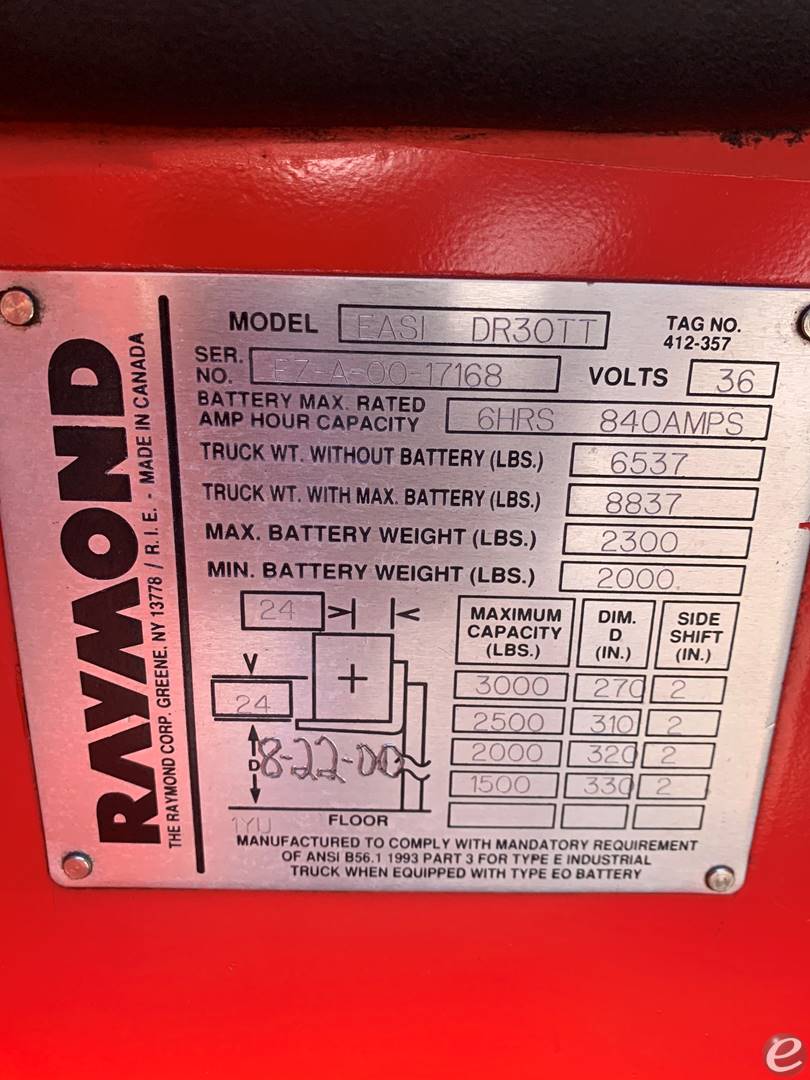 RAYMOND
THE RAYMOND CORP. GREENE, NY 13778 / R.I.E. - MADE IN CANADA
MODEL EASI DR30TT
TAG NO.
412-357
SER.
NO. EZ-A-00-17168
VOLTS 36
BATTERY MAX. RATED
AMP HOUR CAPACITY 6HRS 840AMPS
TRUCK WT. WITHOUT BATTERY (LBS.) 6537
TRUCK WT. WITH MAX. BATTERY (LBS.) 8837
MAX. BATTERY WEIGHT (LBS.) 2300
MIN. BATTERY WEIGHT (LBS.) 2000
24
24
D
8-22-00
FLOOR
1YU
MAXIMUM CAPACITY (LBS.) DIM. D (IN.) SIDE SHIFT (IN.)
3000 270 2
2500 310 2
2000 320 2
1500 330 2
MANUFACTURED TO COMPLY WITH MANDATORY REQUIREMENT
OF ANSI B56.1 1993 PART 3 FOR TYPE E INDUSTRIAL
TRUCK WHEN EQUIPPED WITH TYPE EO BATTERY
e